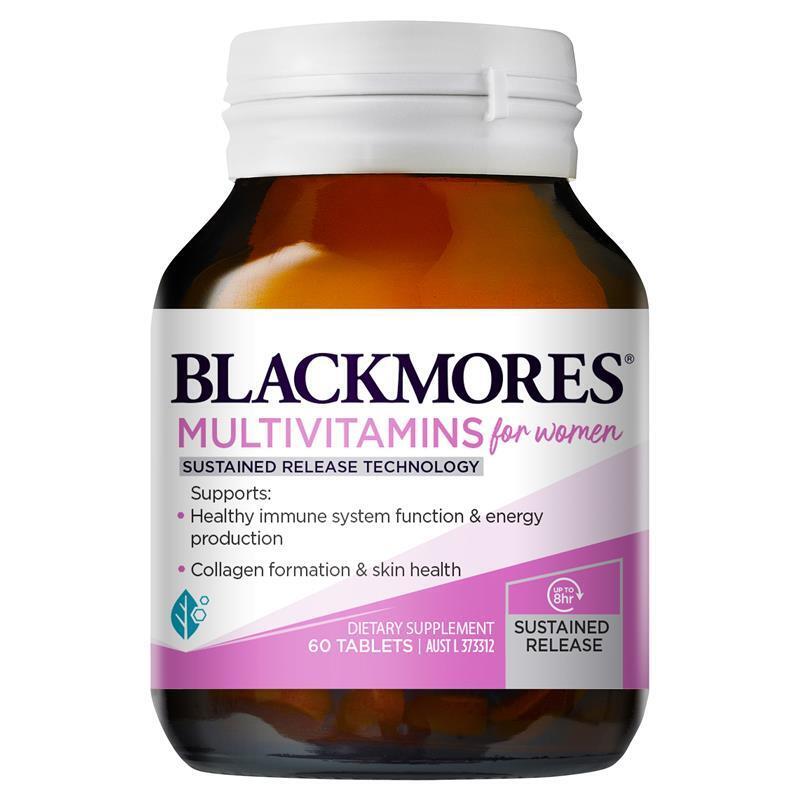 BLACKMORES®
MULTIVITAMINS for women
SUSTAINED RELEASE TECHNOLOGY
Supports:
• Healthy immune system function & energy
production
• Collagen formation & skin health
UP TO
8hr
DIETARY SUPPLEMENT
60 TABLETS | AUST L 373312
SUSTAINED
RELEASE